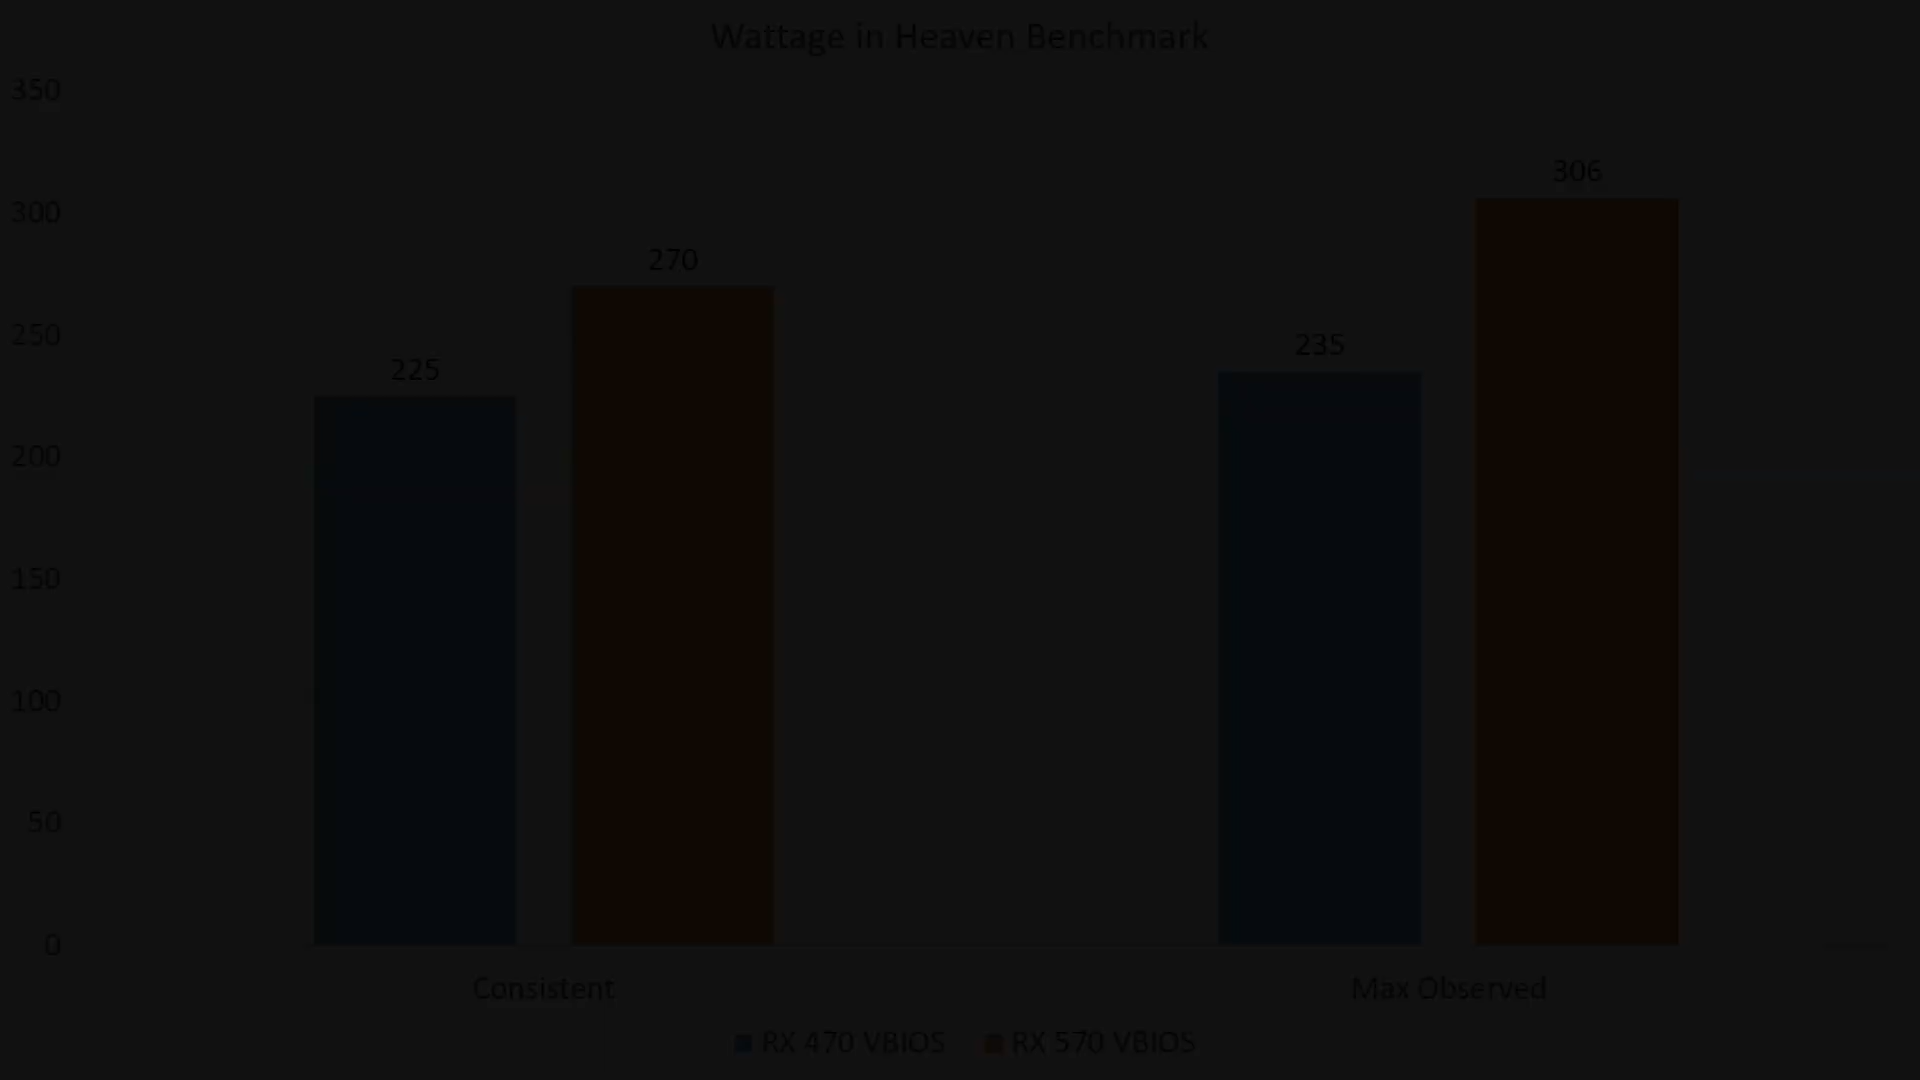 Wattage in Heaven Benchmark
350
300
250
200
150
100
50
0
225
270
235
306
Consistent
Max Observed
RX 470 VBIOS
RX 570 VBIOS